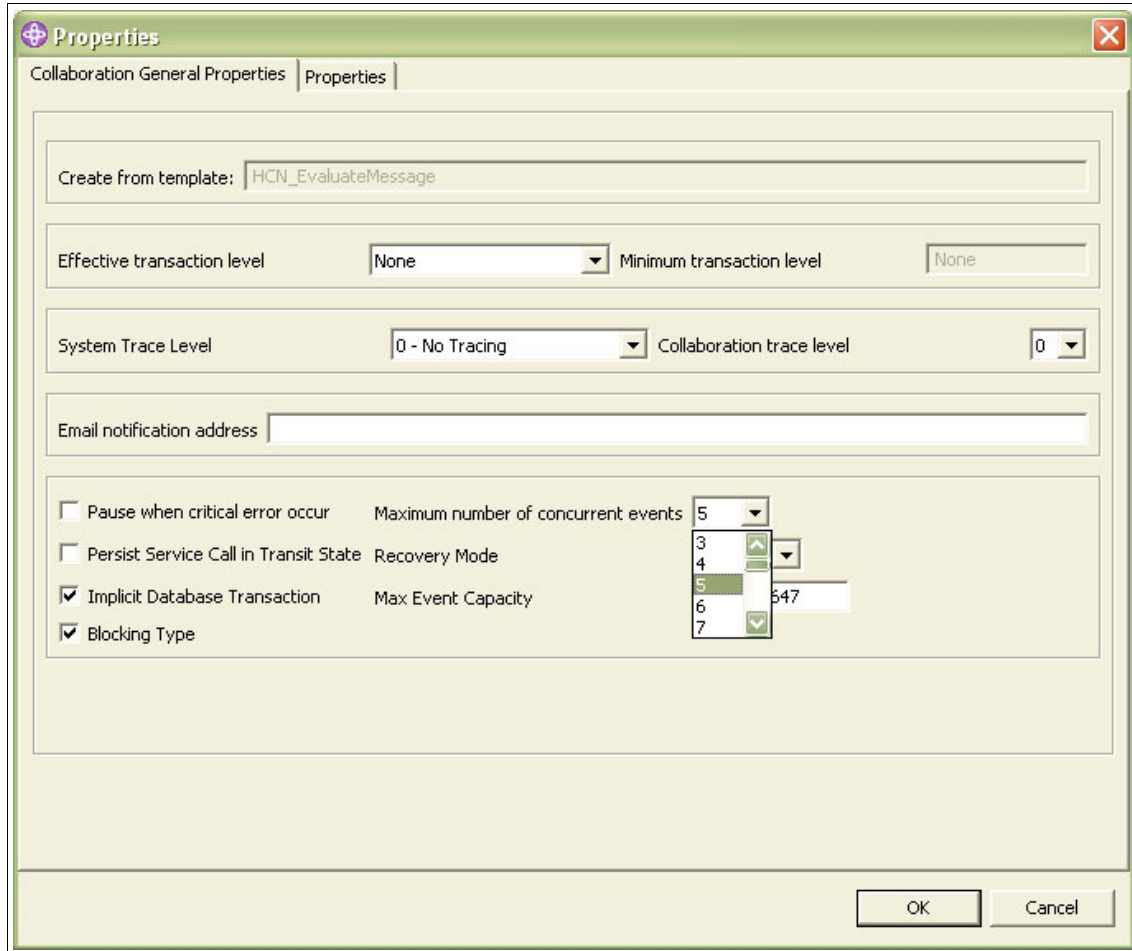 Properties
Collaboration General Properties Properties
Create from template: HCN_EvaluateMessage
Effective transaction level None Minimum transaction level None
System Trace Level 0 - No Tracing Collaboration trace level 0
Email notification address
Pause when critical error occur Maximum number of concurrent events 5
3
Persist Service Call in Transit State Recovery Mode
4
5
Implicit Database Transaction Max Event Capacity 647
6
Blocking Type
7
OK Cancel